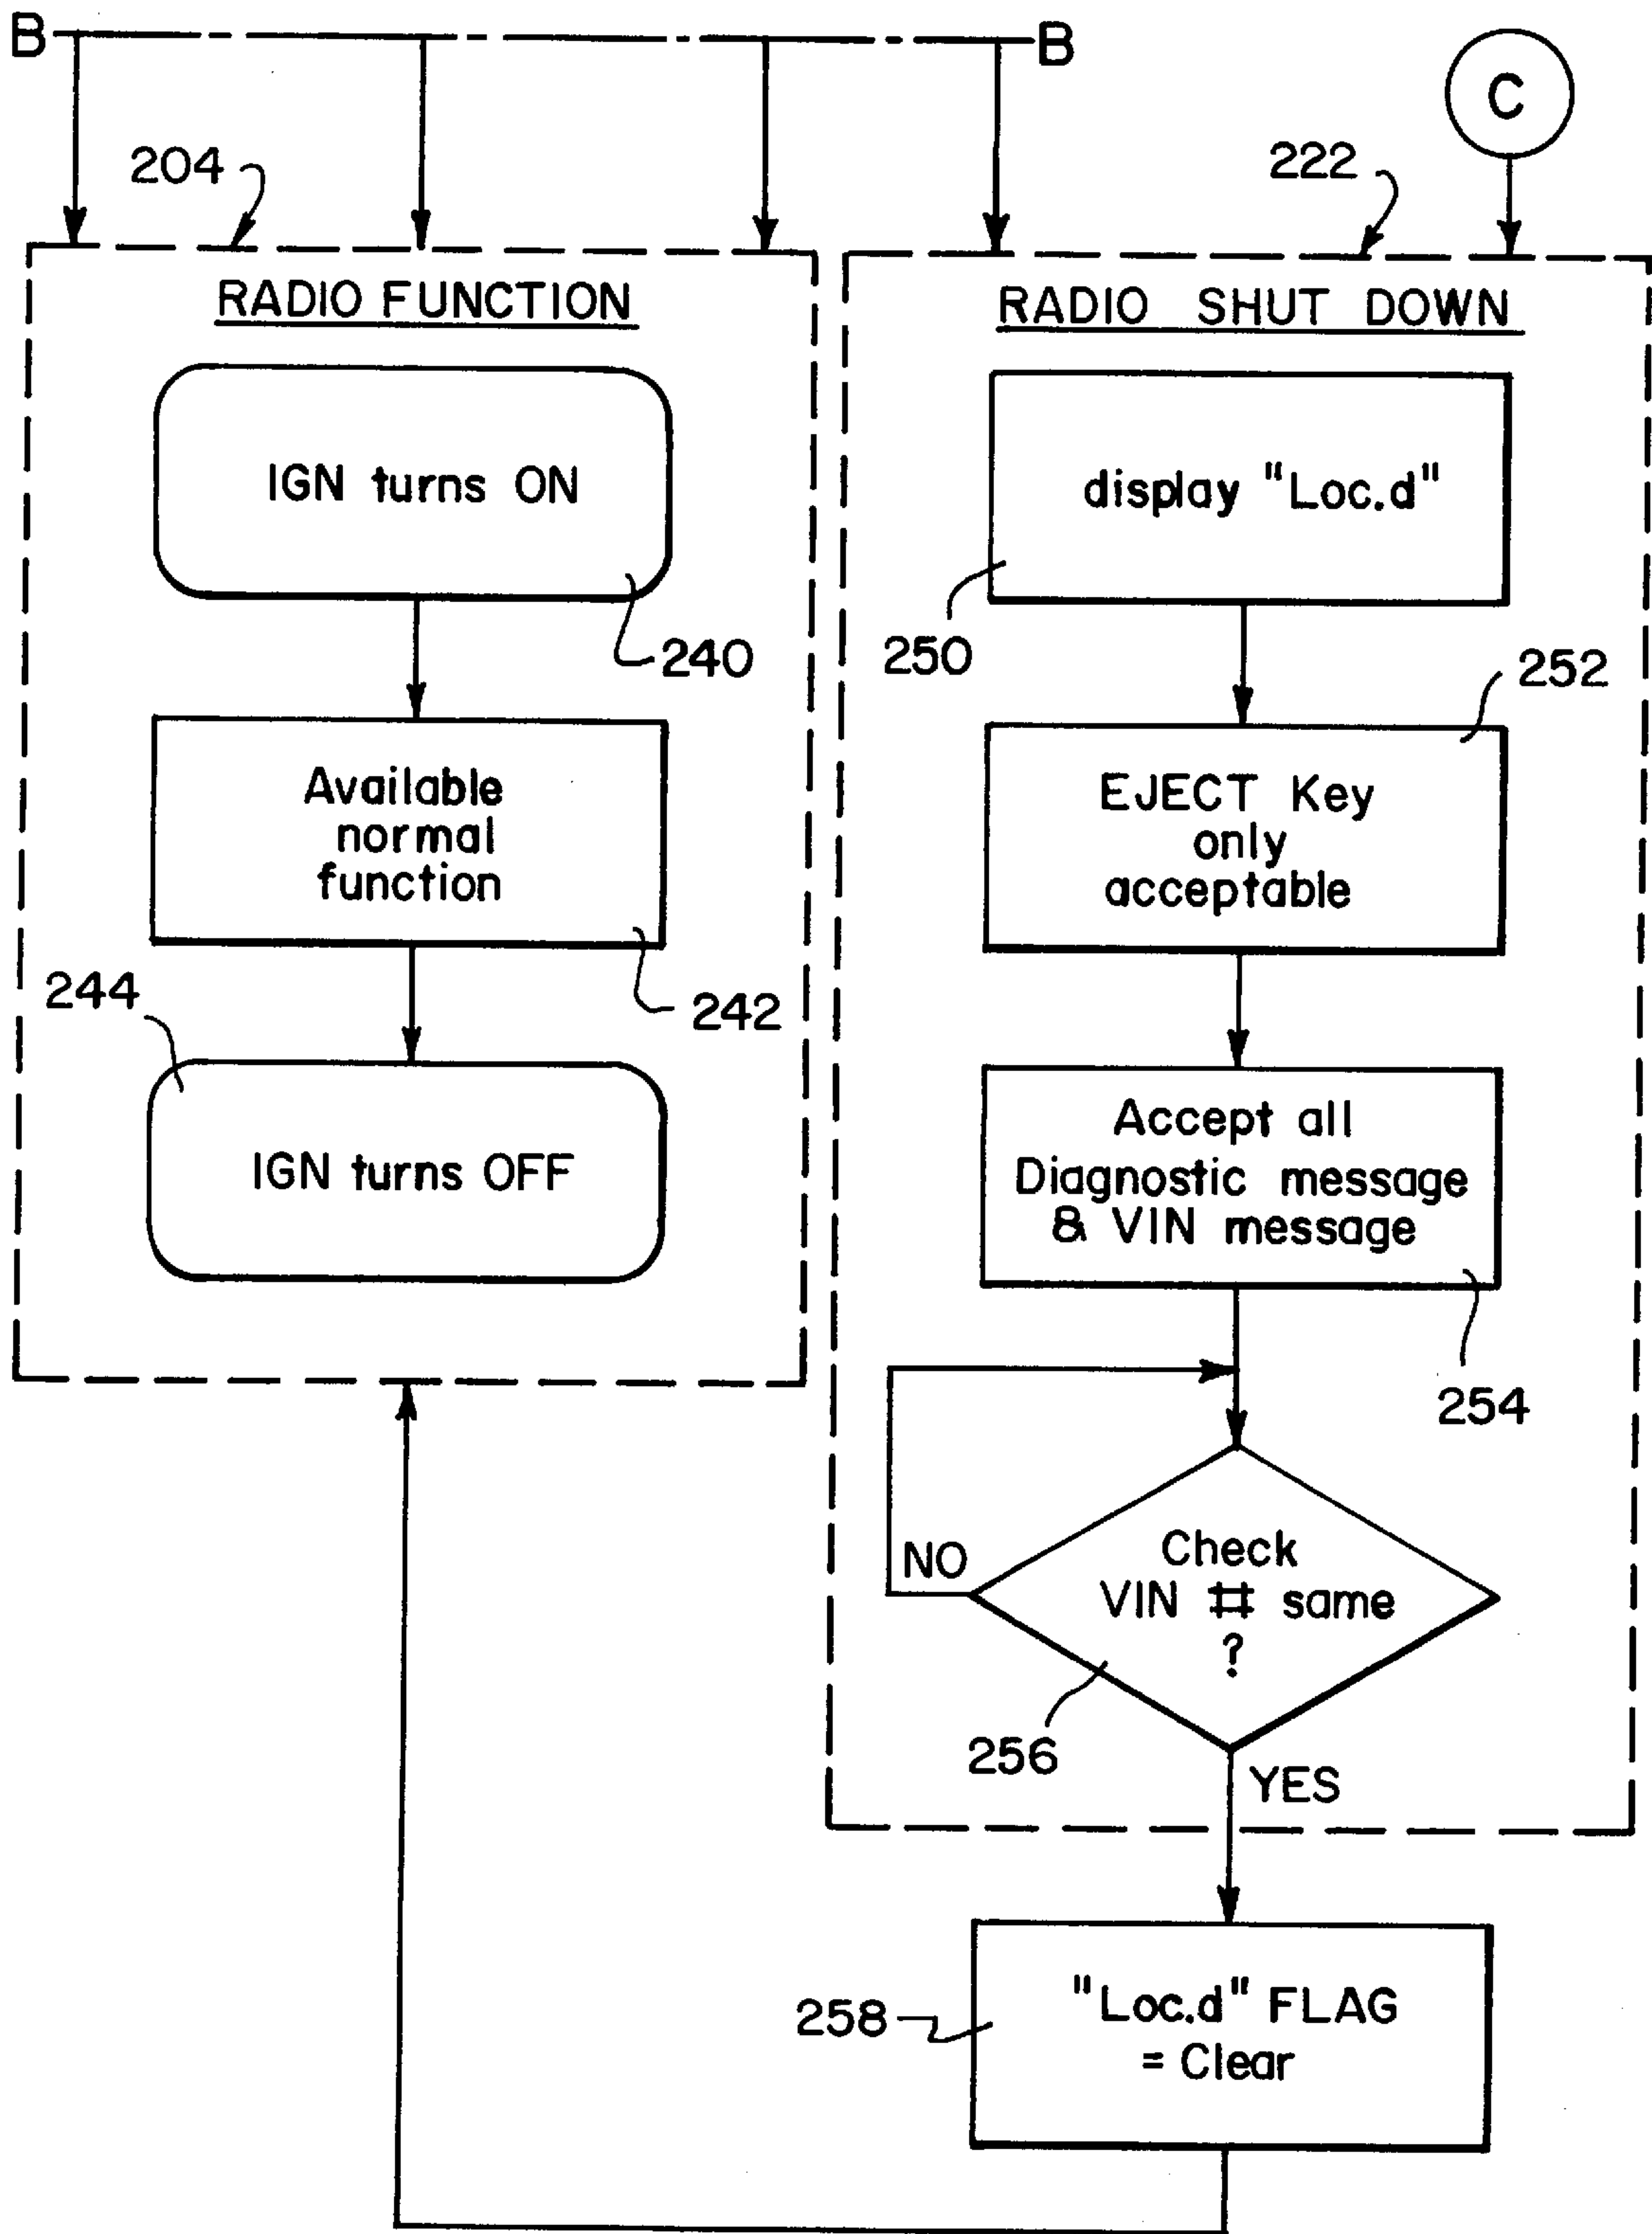 B
B
C
204
222
RADIO FUNCTION
IGN turns ON
240
Available
normal
function
242
244
IGN turns OFF
RADIO SHUT DOWN
display "Loc.d"
250
252
EJECT Key
only
acceptable
Accept all
Diagnostic message
& VIN message
254
NO
Check
VIN # same
?
256
YES
258
"Loc.d" FLAG
= Clear